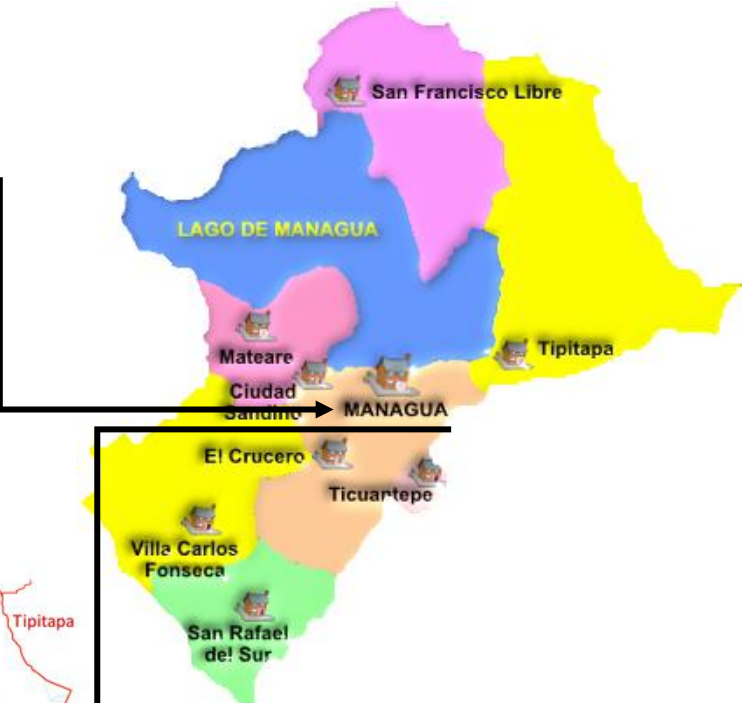 San Francisco Libre
LAGO DE MANAGUA
Tipitapa
Mateare
Ciudad
Sandino
MANAGUA
El Crucero
Ticuantepe
Villa Carlos
Fonseca
San Rafael
del Sur
Tipitapa